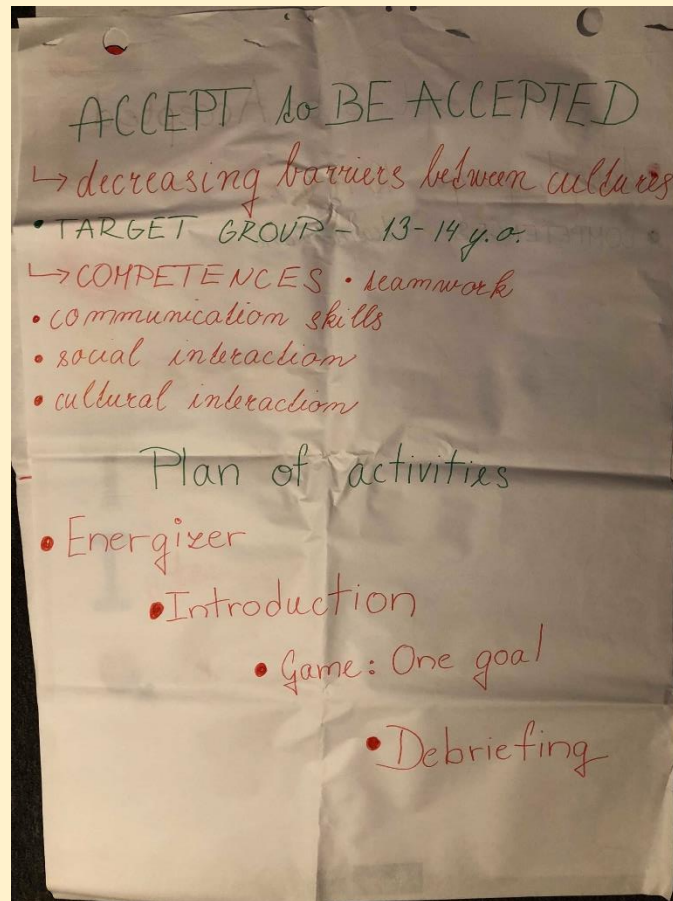 ACCEPT to BE ACCEPTED
↳ decreasing barriers between cultures
• TARGET GROUP - 13-14 y.o.
↳ COMPETENCES • teamwork
• communication skills
• social interaction
• cultural interaction
Plan of activities
• Energizer
• Introduction
• Game: One goal
• Debriefing